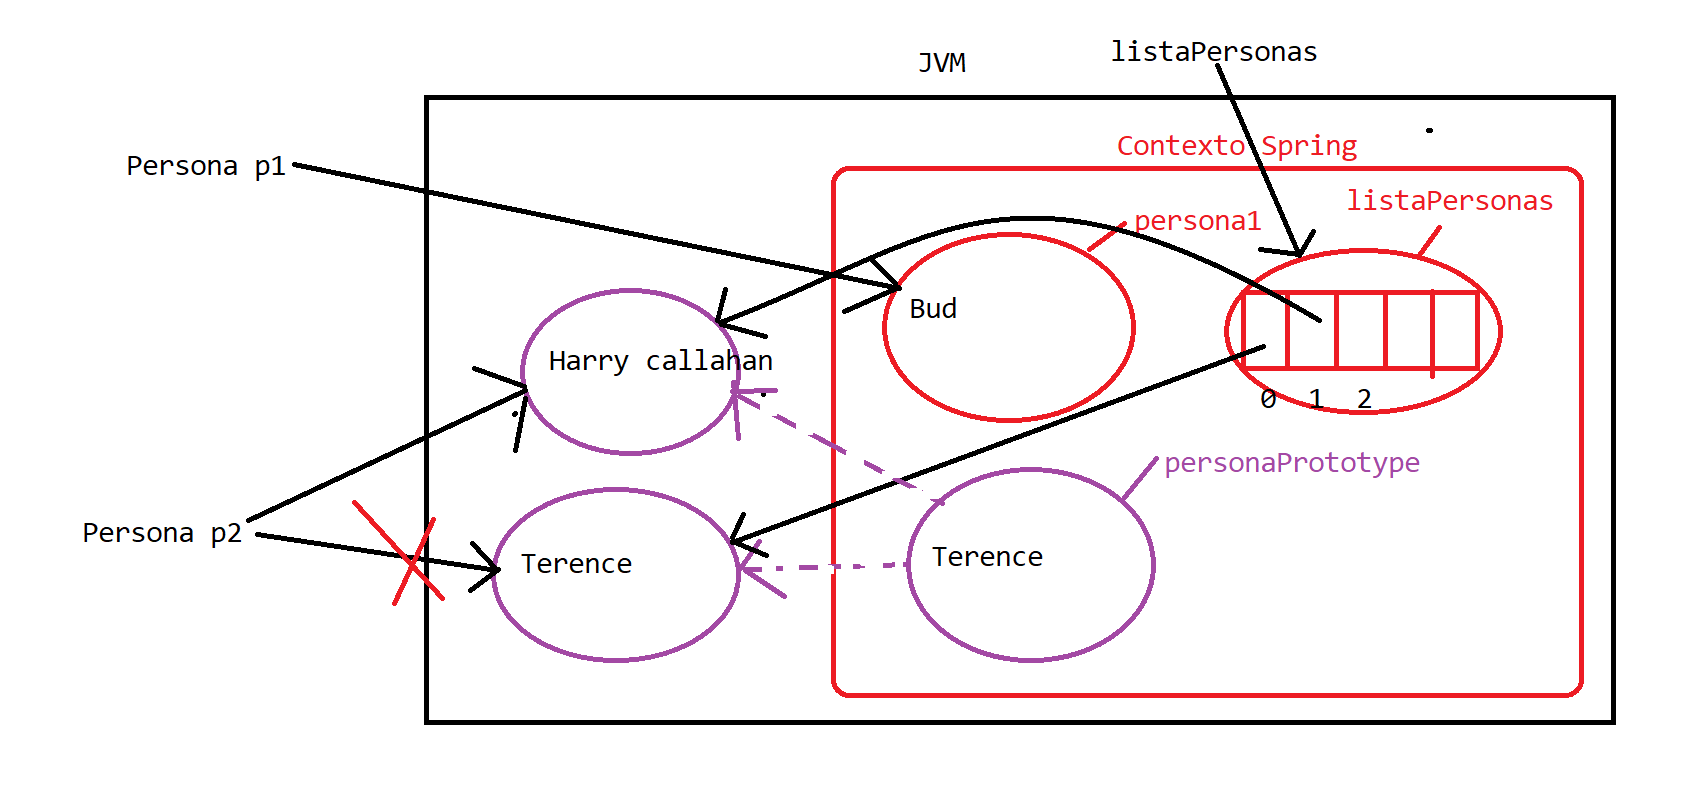 JVM
listaPersonas
Contexto Spring
Persona p1
listaPersonas
persona1
Bud
Harry callahan
0 1 2
personaPrototype
Persona p2
Terence
Terence